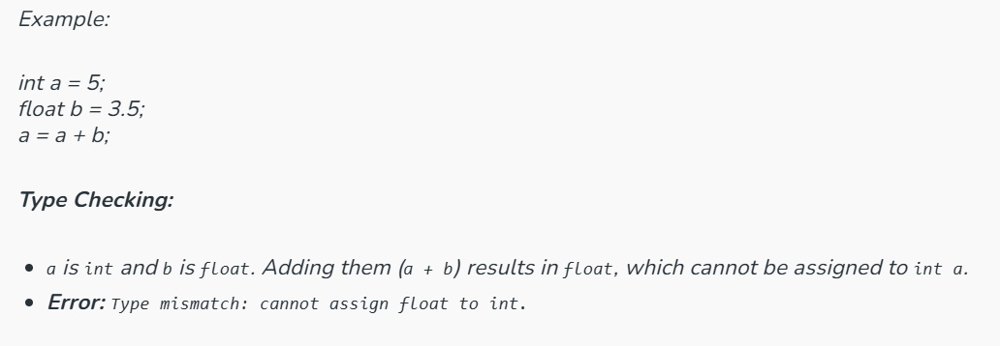 Example:
int a = 5;
float b = 3.5;
a = a + b;
Type Checking:
• a is int and b is float. Adding them (a + b) results in float, which cannot be assigned to int a.
• Error: Type mismatch: cannot assign float to int.